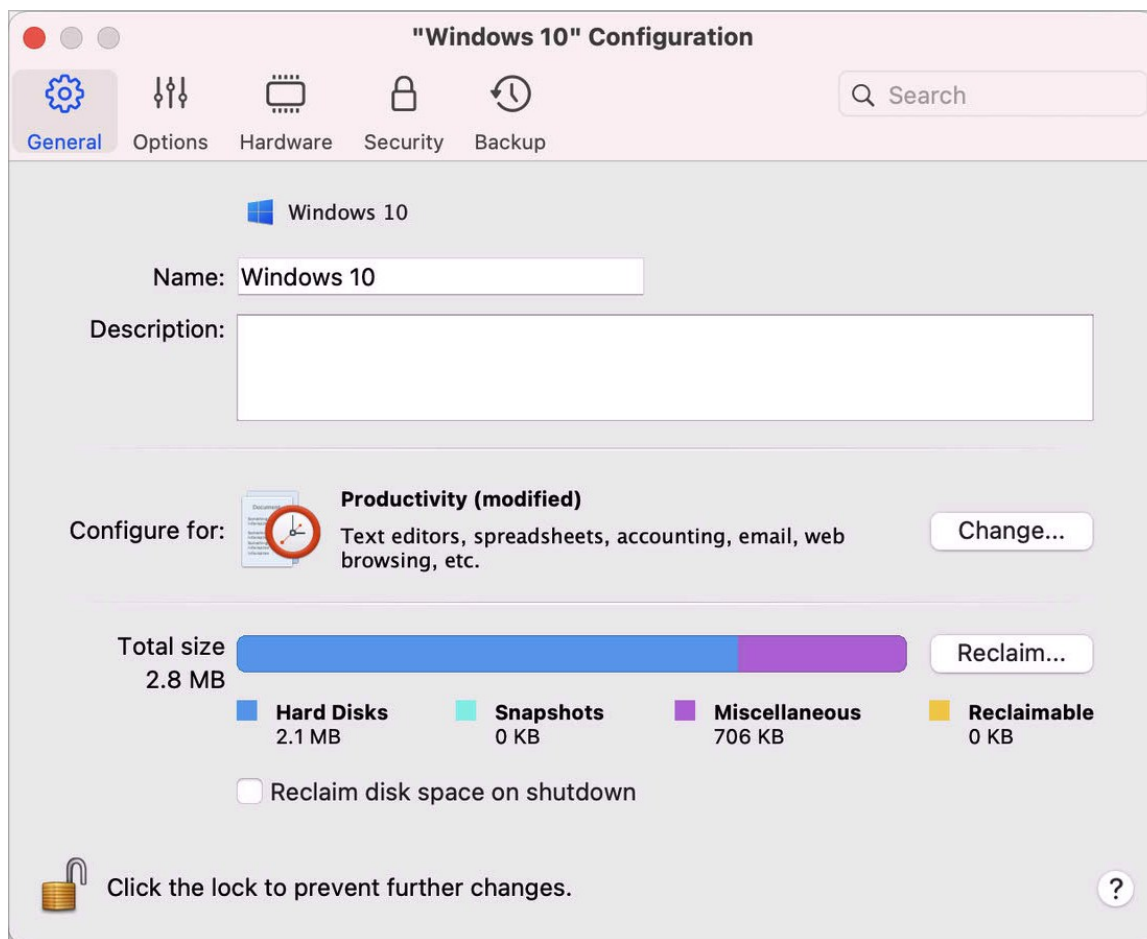 "Windows 10" Configuration
General
Options
Hardware
Security
Backup
Search
Windows 10
Name:
Windows 10
Description:
Configure for:
Productivity (modified)
Text editors, spreadsheets, accounting, email, web
browsing, etc.
Change...
Total size
2.8 MB
Reclaim...
Hard Disks
2.1 MB
Snapshots
0 KB
Miscellaneous
706 KB
Reclaimable
0 KB
Reclaim disk space on shutdown
Click the lock to prevent further changes.
?